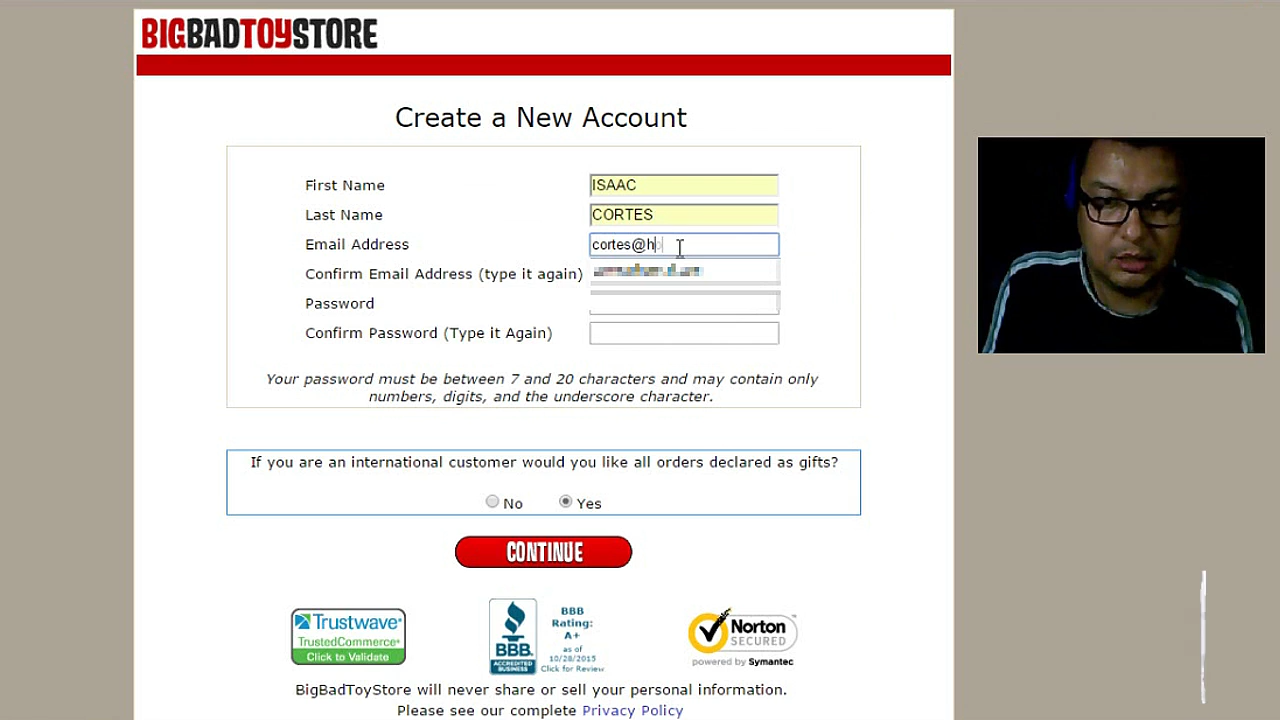 BIGBADTOYSTORE
Create a New Account
First Name ISAAC
Last Name CORTES
Email Address cortes@h
Confirm Email Address (type it again)
Password
Confirm Password (Type it Again)
Your password must be between 7 and 20 characters and may contain only
numbers, digits, and the underscore character.
If you are an international customer would you like all orders declared as gifts?
No Yes
CONTINUE
Trustwave®
TrustedCommerce®
Click to Validate
BBB.
ACCREDITED
BUSINESS
BBB
Rating:
A+
as of
10/28/2015
Click for Review
Norton
SECURED
powered by Symantec
BigBadToyStore will never share or sell your personal information.
Please see our complete Privacy Policy